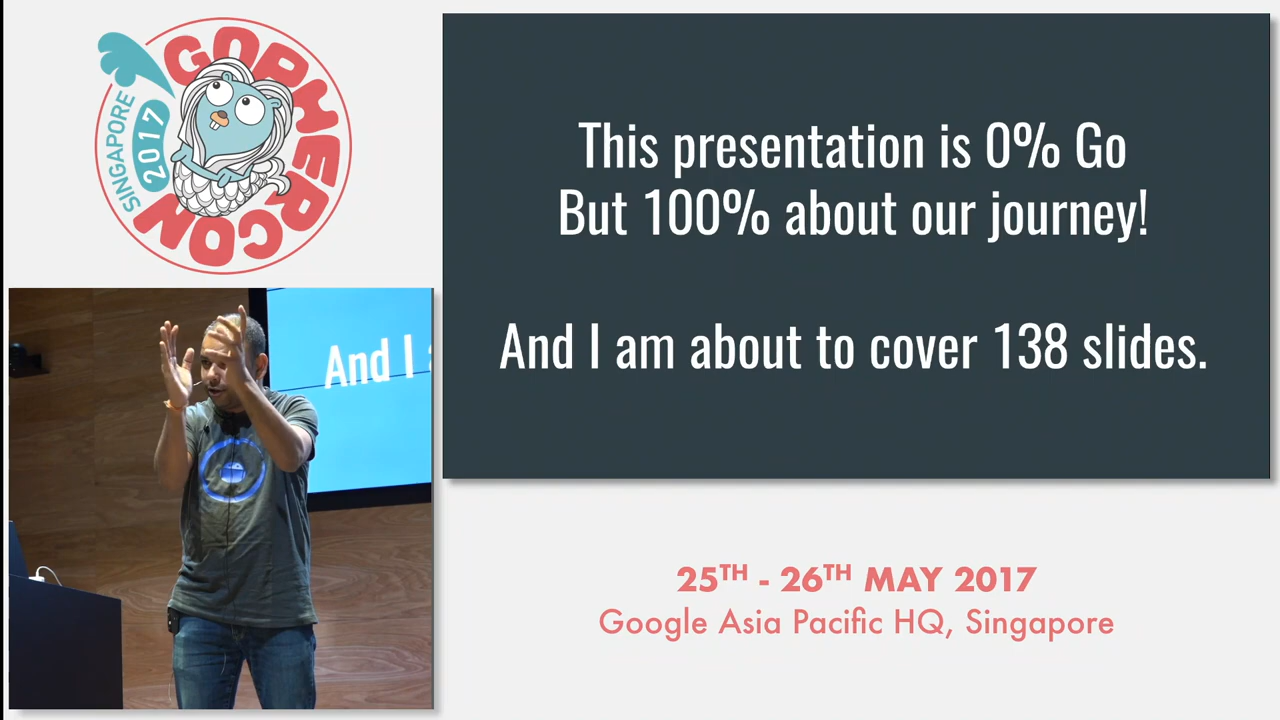 GOPHERCON
SINGAPORE
2017
This presentation is 0% Go
But 100% about our journey!
And I am about to cover 138 slides.
And I
25TH - 26TH MAY 2017
Google Asia Pacific HQ, Singapore